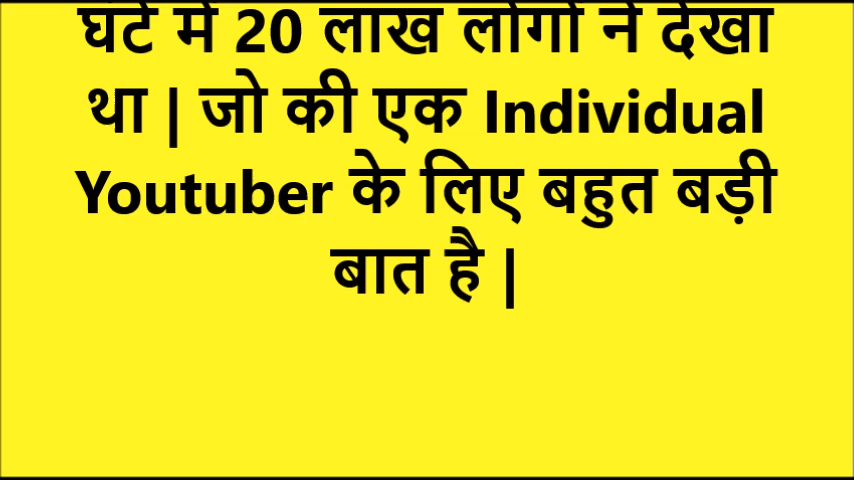 घंटे में 20 लाख लोगों ने देखा
था | जो की एक Individual
Youtuber के लिए बहुत बड़ी
बात है |